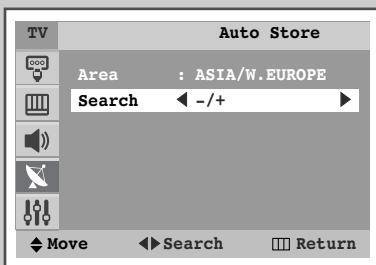 TV Auto Store
Area : ASIA/W.EUROPE
Search ◀ -/+ ▶
Move Search Return